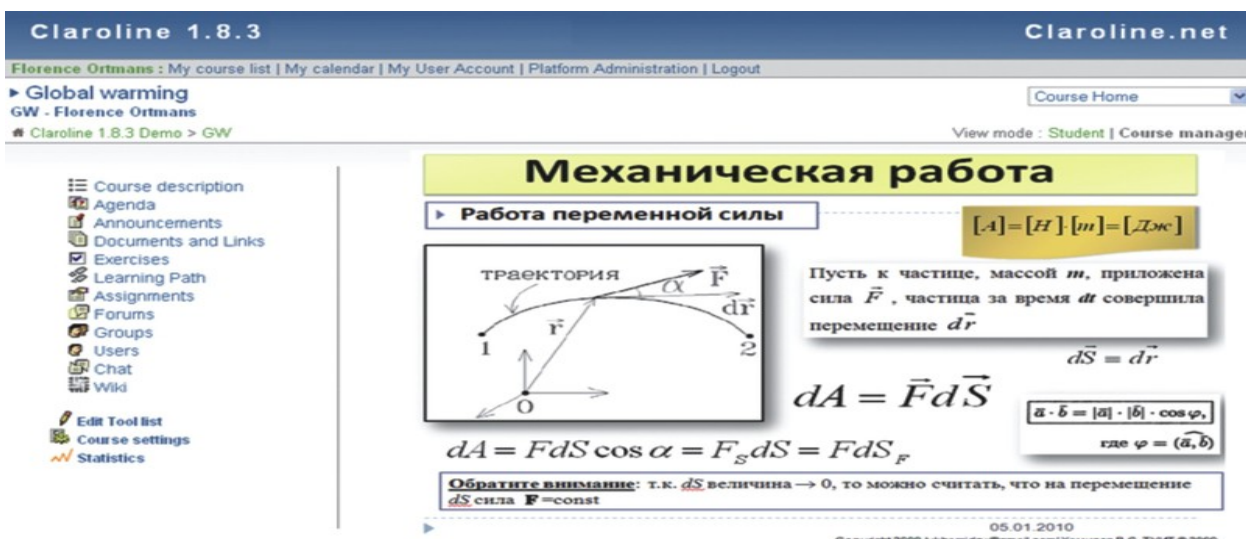 Claroline 1.8.3
Claroline.net
Florence Ortmans : My course list | My calendar | My User Account | Platform Administration | Logout
Global warming
Course Home
GW - Florence Ortmans
Claroline 1.8.3 Demo > GW
View mode : Student | Course manager
Course description
Agenda
Announcements
Documents and Links
Exercises
Learning Path
Assignments
Forums
Groups
Users
Chat
Wiki
Edit Tool list
Course settings
Statistics
Механическая работа
Работа переменной силы
[A]=[H]·[m]=[Дж]
траектория
F⃗
α
dr⃗
r⃗
1
2
0
Пусть к частице, массой m, приложена
сила F⃗ , частица за время dt совершила
перемещение dr⃗
dS⃗ = dr⃗
dA = F⃗dS⃗
a̅ · b̅ = |a̅| · |b̅| · cos φ,
где φ = (a̅,b̅)
dA = FdS cos α = F_S dS = FdS_F
Обратите внимание: т.к. dS величина → 0, то можно считать, что на перемещение
dS сила F =const
05.01.2010